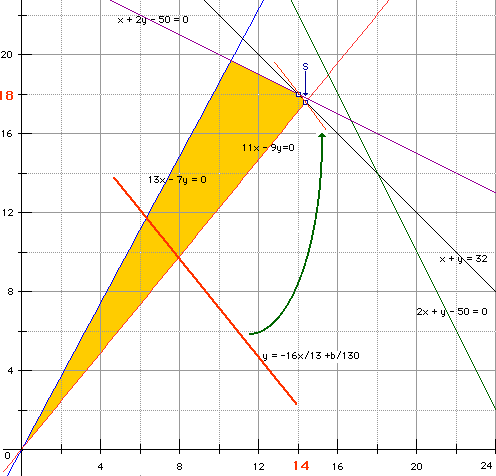 x + 2y - 50 = 0
20
S
18
16
11x - 9y=0
13x - 7y = 0
12
x + y = 32
8
2x + y - 50 = 0
y = -16x/13 +b/130
4
0
4
8
12
14
16
20
24